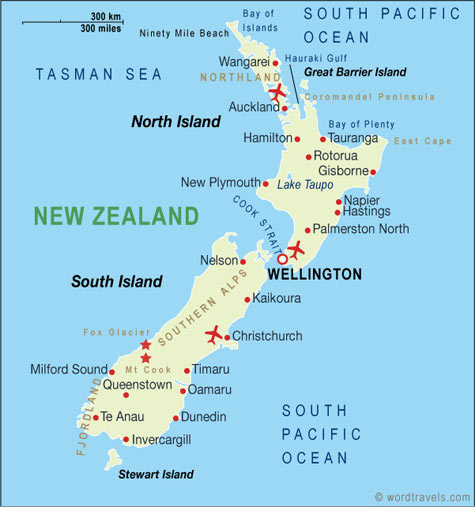 300 km
300 miles
Bay of
Islands
SOUTH PACIFIC
OCEAN
Ninety Mile Beach
Wangarei
Hauraki Gulf
TASMAN SEA
NORTHLAND
Great Barrier Island
Auckland
Coromandel Peninsula
North Island
Bay of Plenty
Hamilton
Tauranga
East Cape
Rotorua
Gisborne
New Plymouth
Lake Taupo
Napier
Hastings
COOK STRAIT
NEW ZEALAND
Palmerston North
Nelson
WELLINGTON
South Island
SOUTHERN ALPS
Kaikoura
Fox Glacier
Christchurch
Milford Sound
Mt Cook
Timaru
Queenstown
Oamaru
FJORDLAND
Te Anau
Dunedin
SOUTH
PACIFIC
OCEAN
Invercargill
Stewart Island
© wordtravels.com